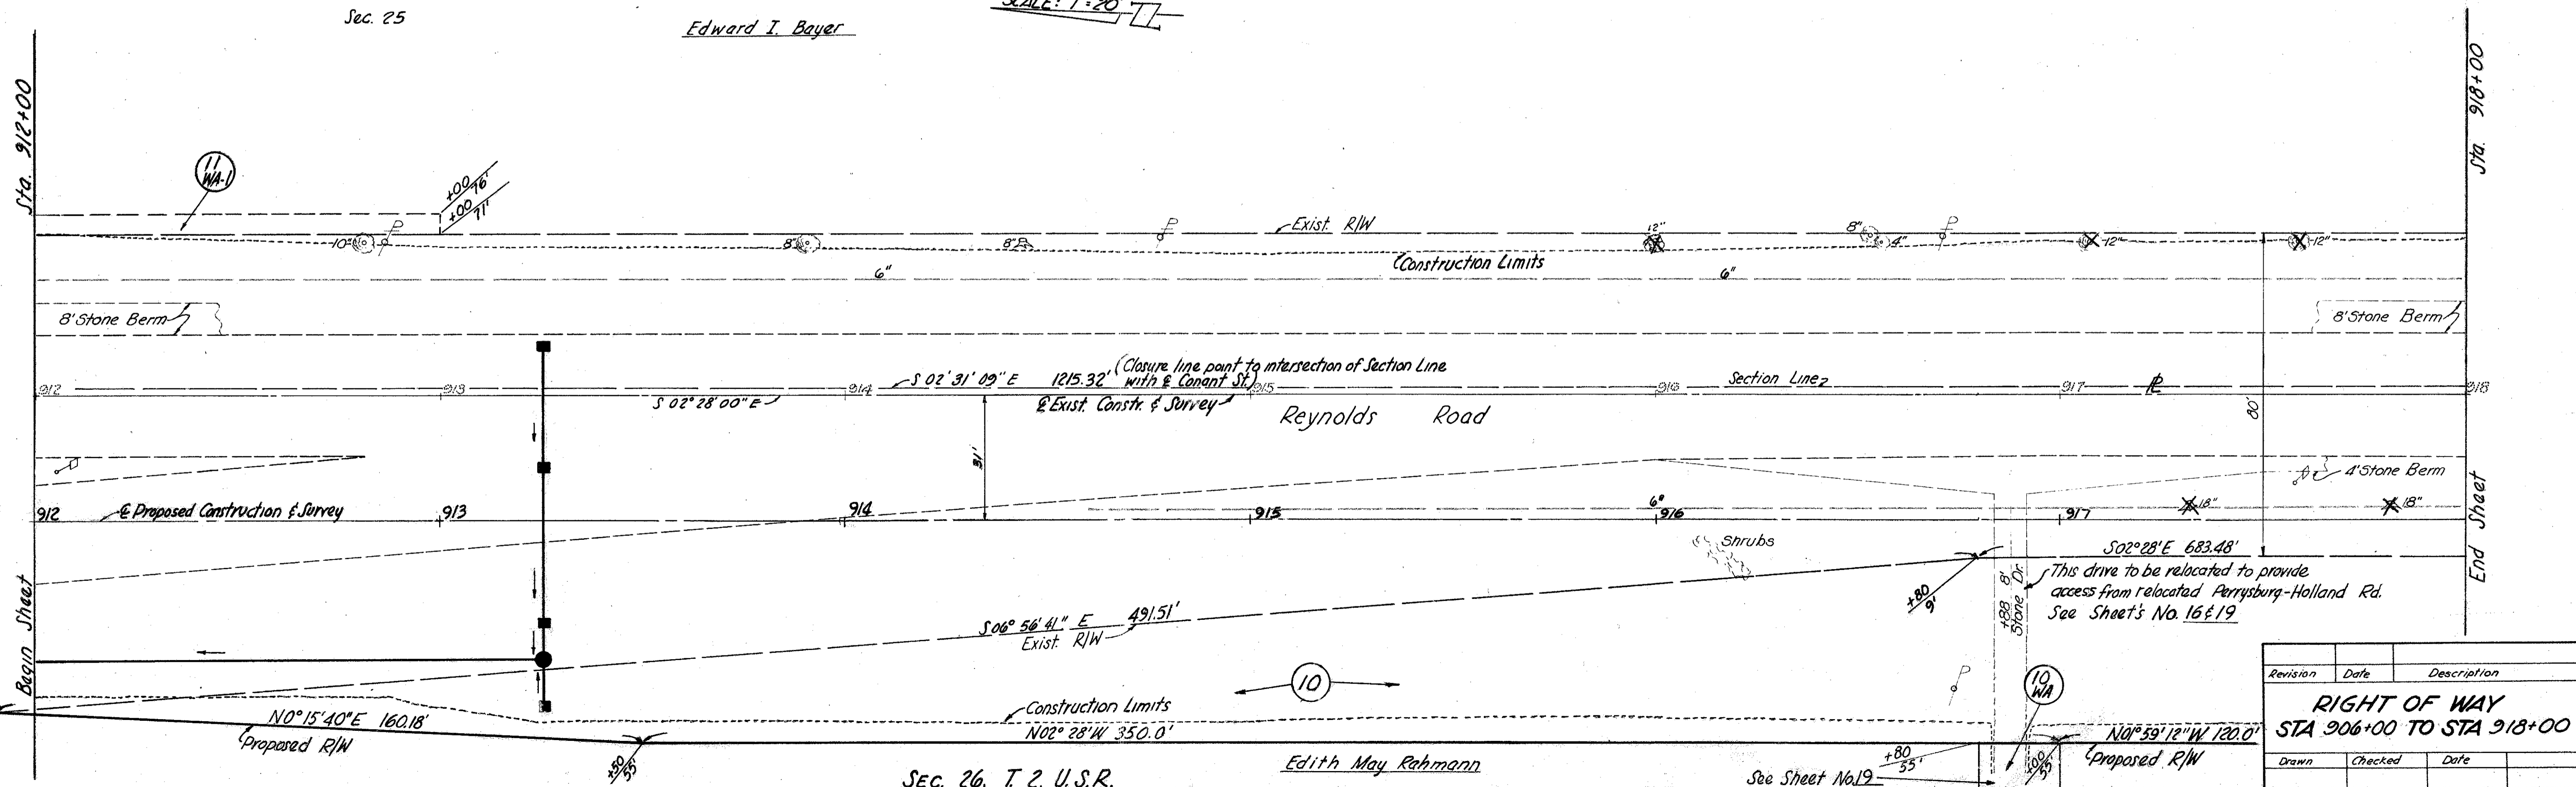 Sec. 25
Edward I. Bayer
SCALE: 1"=20'
Sta. 912+00
Sta. 918+00
11
WA-1
+00
76'
+00
71'
10"
8"
8"
Exist. R/W
12"
8"
4"
12"
12"
Construction Limits
6"
6"
8' Stone Berm
8' Stone Berm
S 02° 31' 09" E 1215.32' (Closure line point to intersection of Section Line
with ℄ Conant St.)
912
913
914
915
916
917
918
Section Line
S 02° 28' 00" E
℄ Exist. Constr. & Survey
Reynolds Road
80'
31'
4' Stone Berm
℄ Proposed Construction & Survey
912
913
914
915
6"
916
917
18"
18"
Shrubs
S02° 28' E 683.48'
+80
9'
+88 8'
Stone Dr.
This drive to be relocated to provide
access from relocated Perrysburg-Holland Rd.
See Sheet's No. 16 & 19
Begin Sheet
End Sheet
S 06° 56' 41" E 491.51'
Exist. R/W
10
10
WA
N0° 15' 40" E 160.18'
Proposed R/W
Construction Limits
N02° 28' W 350.0'
+50
55'
SEC. 26, T. 2, U.S.R.
Edith May Rahmann
+80
55'
See Sheet No.19
+00
55'
N01° 59' 12" W 120.0'
Proposed R/W
Revision Date Description
RIGHT OF WAY
STA 906+00 TO STA 918+00
Drawn Checked Date